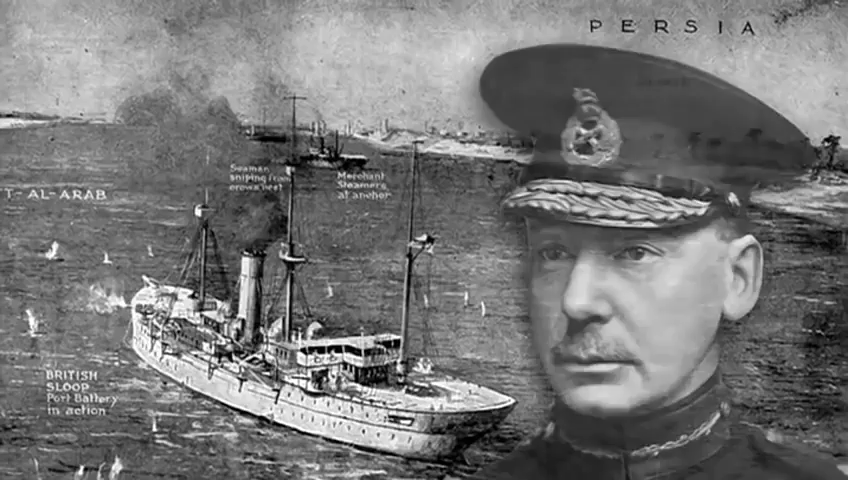 PERSIA
Seaman
sniping from
crows nest
Merchant
Steamers
at anchor
T-AL-ARAB
BRITISH
SLOOP
Port Battery
in action